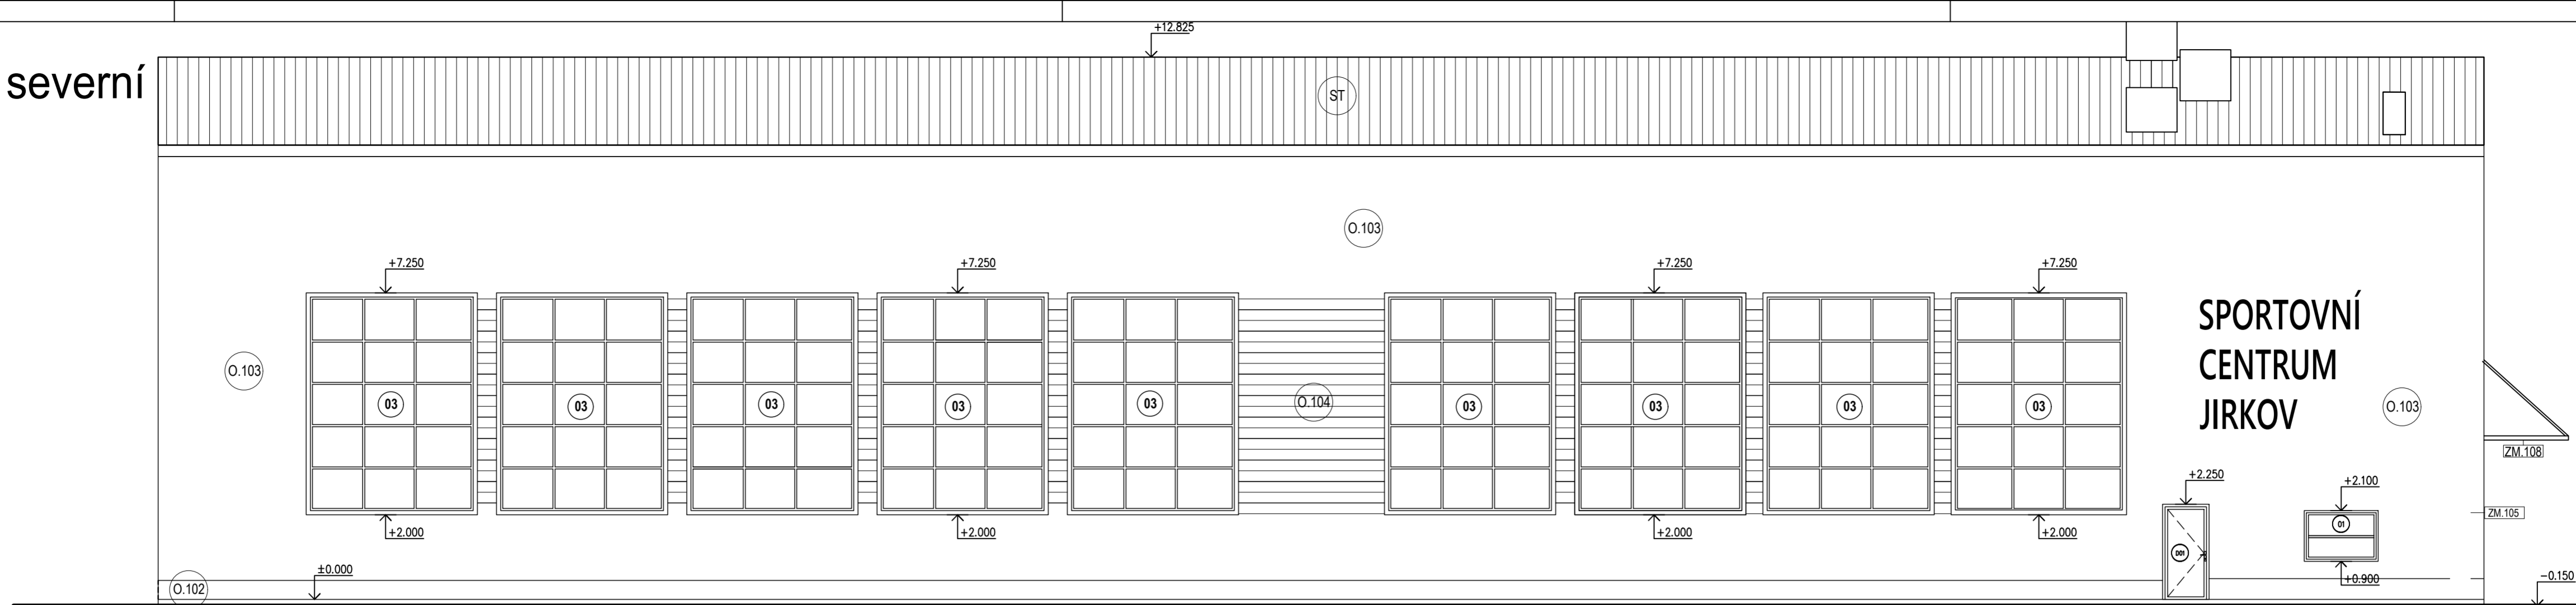 +12.825
severní
ST
O.103
+7.250
+7.250
+7.250
+7.250
SPORTOVNÍ
CENTRUM
JIRKOV
O.103
03
03
03
03
03
O.104
03
03
03
03
O.103
ZM.108
+2.250
+2.100
ZM.105
01
+2.000
+2.000
+2.000
+2.000
D01
±0.000
+0.900
-0.150
O.102